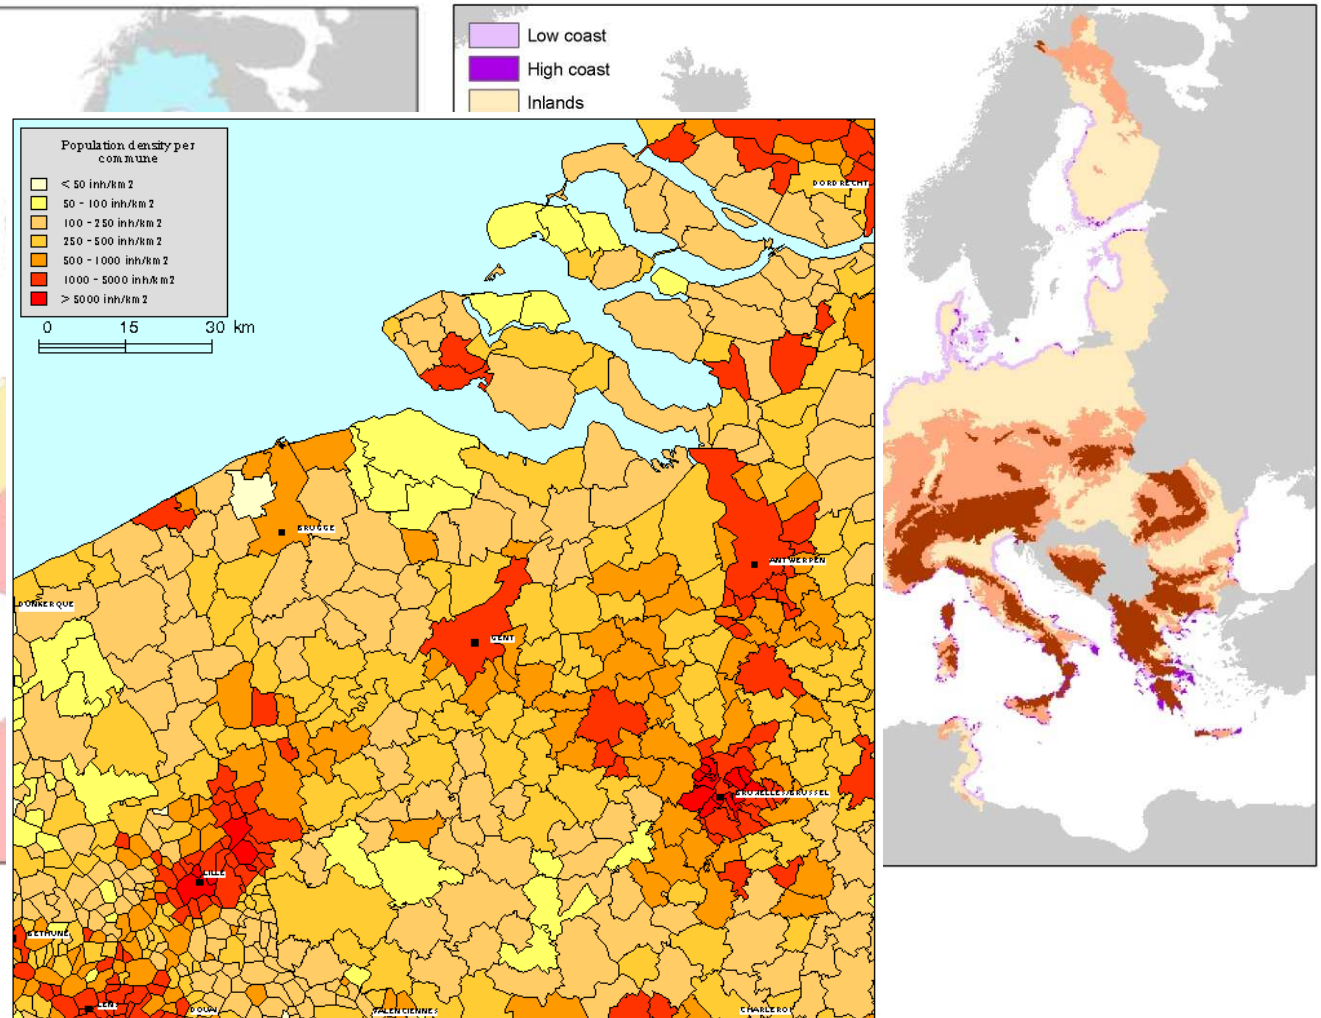 Low coast
High coast
Inlands
Population density per
commune
< 50 inh/km2
50 - 100 inh/km2
100 - 250 inh/km2
250 - 500 inh/km2
500 - 1000 inh/km2
1000 - 5000 inh/km2
> 5000 inh/km2
0 15 30 km
DORDRECHT
BRUGGE
ANTWERPEN
DUNKERQUE
GENT
BRUXELLES/BRUSSEL
LILLE
BETHUNE
LENS
DOUAI
VALENCIENNES
CHARLEROI